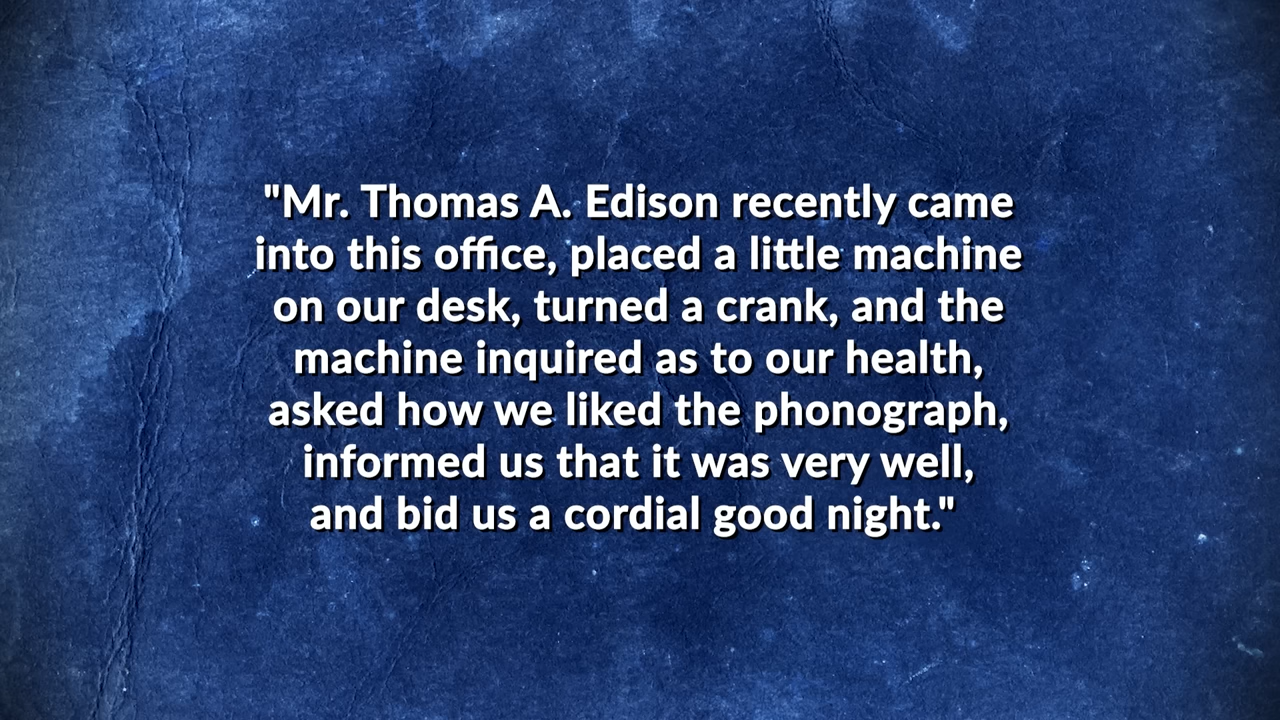 "Mr. Thomas A. Edison recently came
into this office, placed a little machine
on our desk, turned a crank, and the
machine inquired as to our health,
asked how we liked the phonograph,
informed us that it was very well,
and bid us a cordial good night."